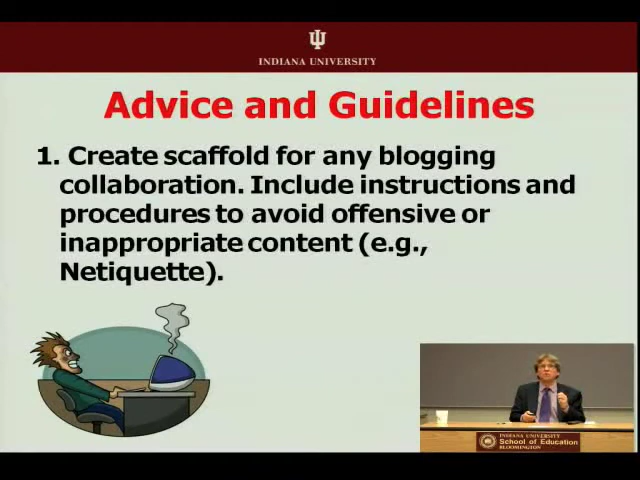 INDIANA UNIVERSITY
Advice and Guidelines
1. Create scaffold for any blogging
collaboration. Include instructions and
procedures to avoid offensive or
inappropriate content (e.g.,
Netiquette).
INDIANA UNIVERSITY
School of Education
BLOOMINGTON